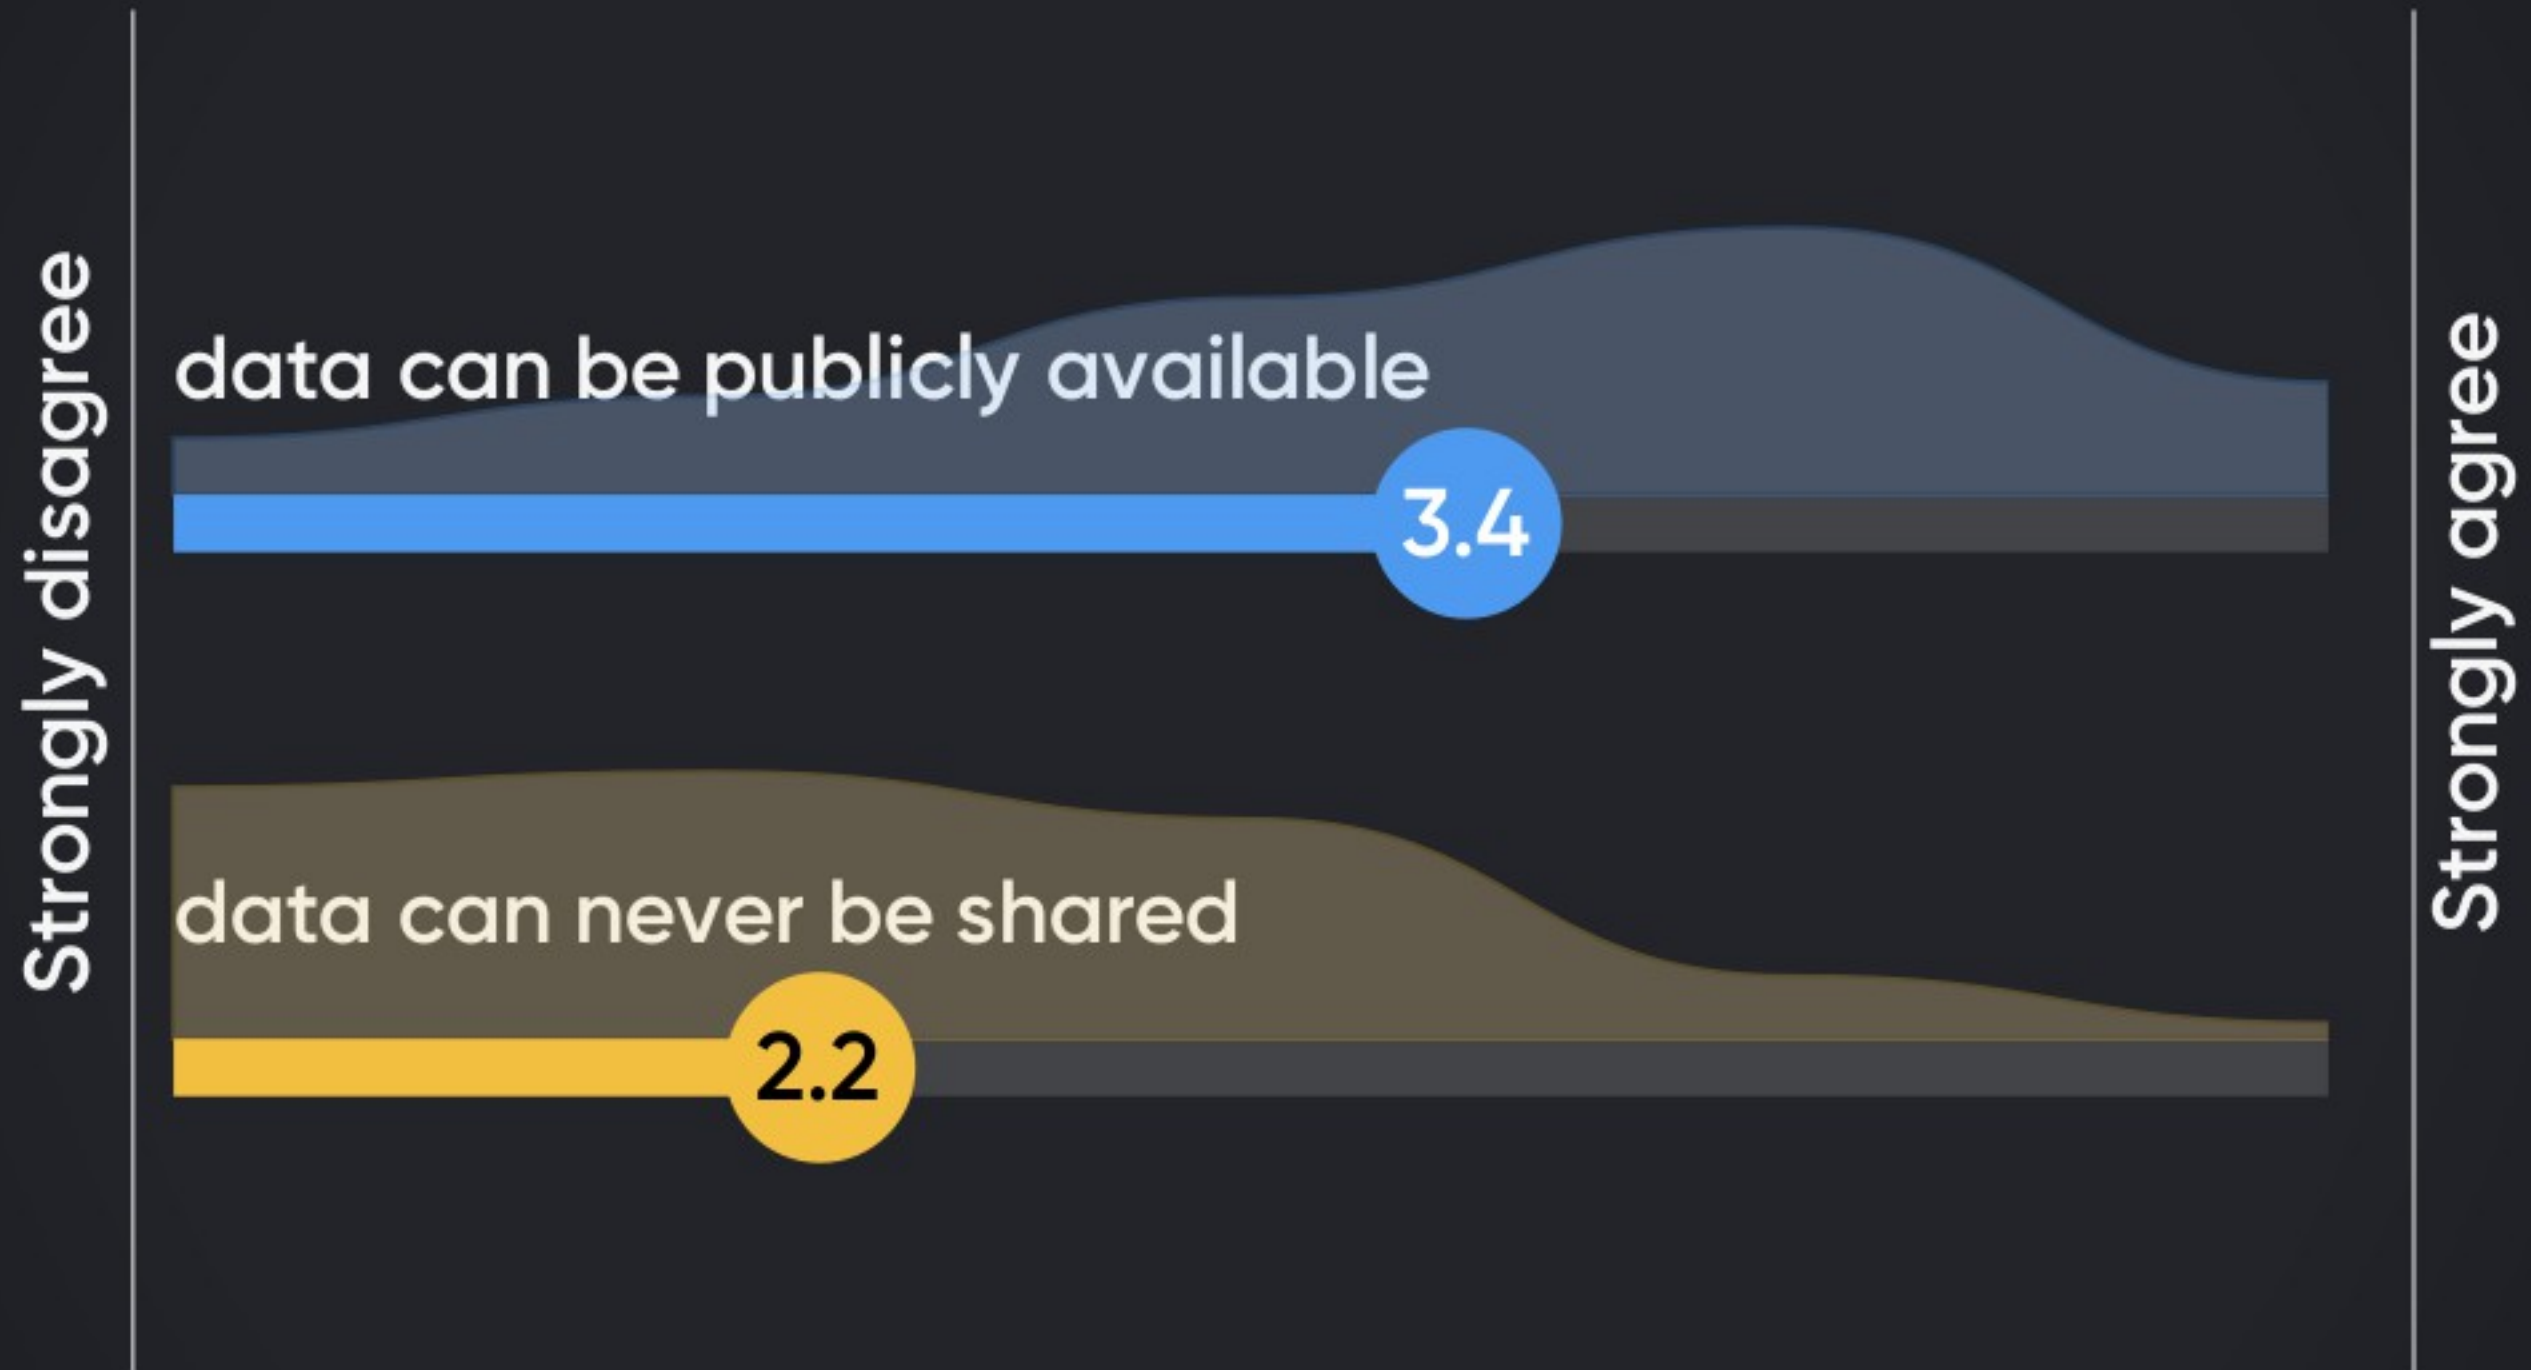 Strongly disagree
data can be publicly available
3.4
data can never be shared
2.2
Strongly agree